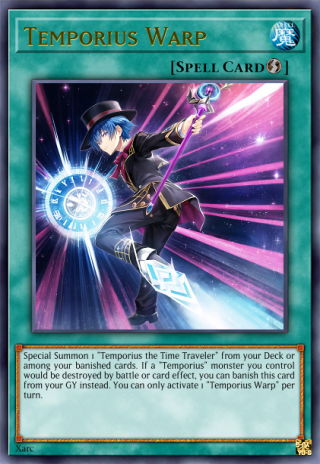 Temporius Warp
[Spell Card]
Special Summon 1 "Temporius the Time Traveler" from your Deck or
among your banished cards. If a "Temporius" monster you control
would be destroyed by battle or card effect, you can banish this card
from your GY instead. You can only activate 1 "Temporius Warp" per
turn.
Xarc